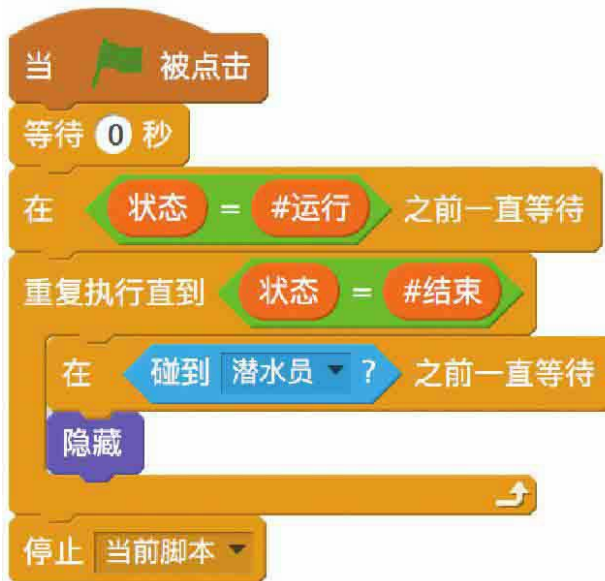 当 被点击
等待 0 秒
在 状态 = #运行 之前一直等待
重复执行直到 状态 = #结束
在 碰到 潜水员 ? 之前一直等待
隐藏
停止 当前脚本